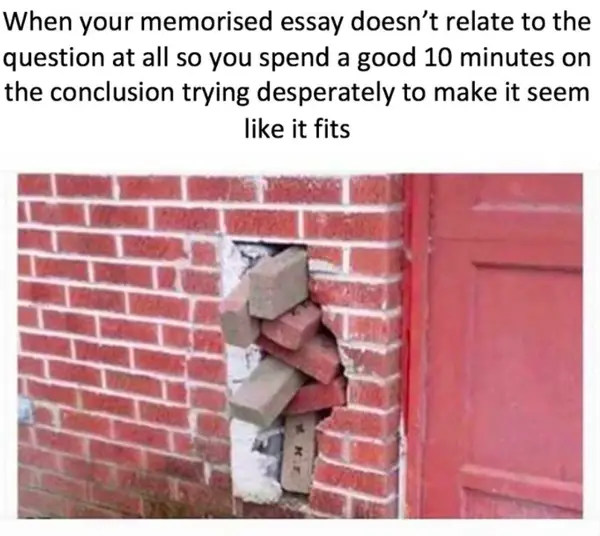 When your memorised essay doesn’t relate to the
question at all so you spend a good 10 minutes on
the conclusion trying desperately to make it seem
like it fits